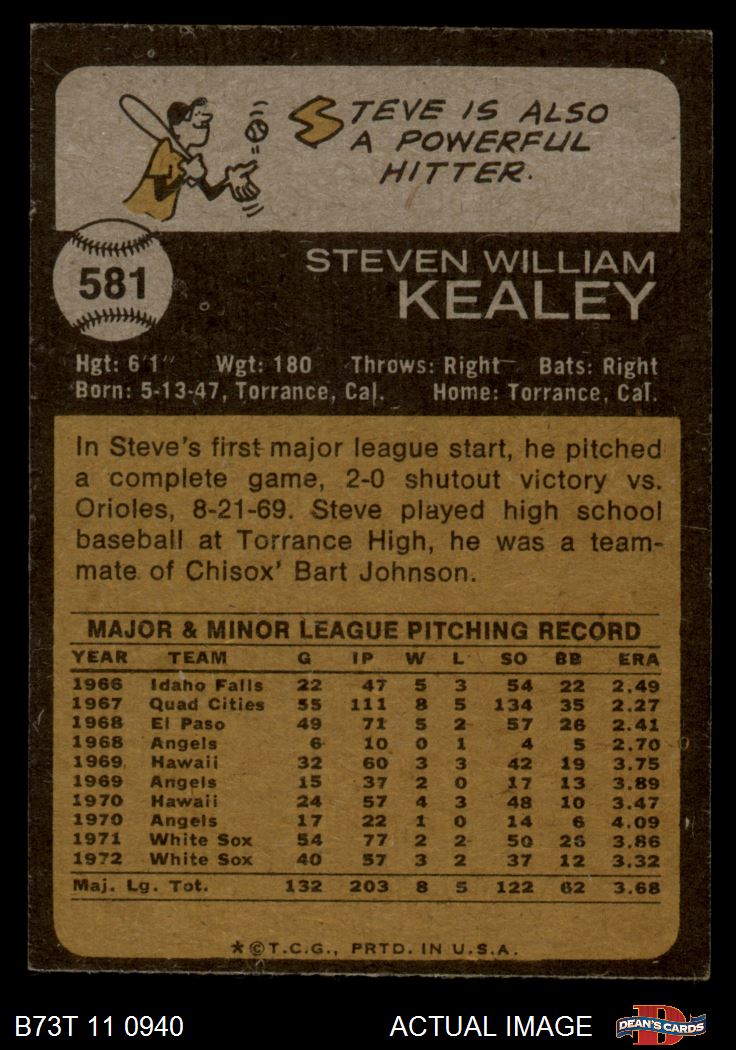 STEVE IS ALSO
A POWERFUL
HITTER.
581
STEVEN WILLIAM
KEALEY
Hgt: 6'1" Wgt: 180 Throws: Right Bats: Right
Born: 5-13-47, Torrance, Cal. Home: Torrance, Cal.
In Steve's first major league start, he pitched
a complete game, 2-0 shutout victory vs.
Orioles, 8-21-69. Steve played high school
baseball at Torrance High, he was a team-
mate of Chisox' Bart Johnson.
MAJOR & MINOR LEAGUE PITCHING RECORD
YEAR TEAM G IP W L SO BB ERA
1966 Idaho Falls 22 47 5 3 54 22 2.49
1967 Quad Cities 55 111 8 5 134 35 2.27
1968 El Paso 49 71 5 2 57 26 2.41
1968 Angels 6 10 0 1 4 5 2.70
1969 Hawaii 32 60 3 3 42 19 3.75
1969 Angels 15 37 2 0 17 13 3.89
1970 Hawaii 24 57 4 3 48 10 3.47
1970 Angels 17 22 1 0 14 6 4.09
1971 White Sox 54 77 2 2 50 26 3.86
1972 White Sox 40 57 3 2 37 12 3.32
Maj. Lg. Tot. 132 203 8 5 122 62 3.68
*©T.C.G., PRTD. IN U.S.A.
B73T 11 0940 ACTUAL IMAGE D DEAN'S CARDS